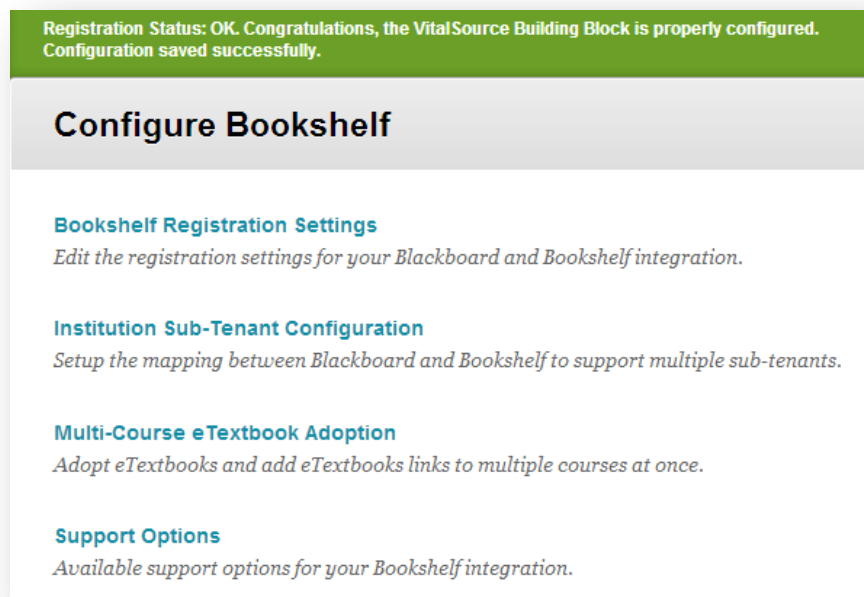 Registration Status: OK. Congratulations, the VitalSource Building Block is properly configured.
Configuration saved successfully.
Configure Bookshelf
Bookshelf Registration Settings
Edit the registration settings for your Blackboard and Bookshelf integration.
Institution Sub-Tenant Configuration
Setup the mapping between Blackboard and Bookshelf to support multiple sub-tenants.
Multi-Course eTextbook Adoption
Adopt eTextbooks and add eTextbooks links to multiple courses at once.
Support Options
Available support options for your Bookshelf integration.